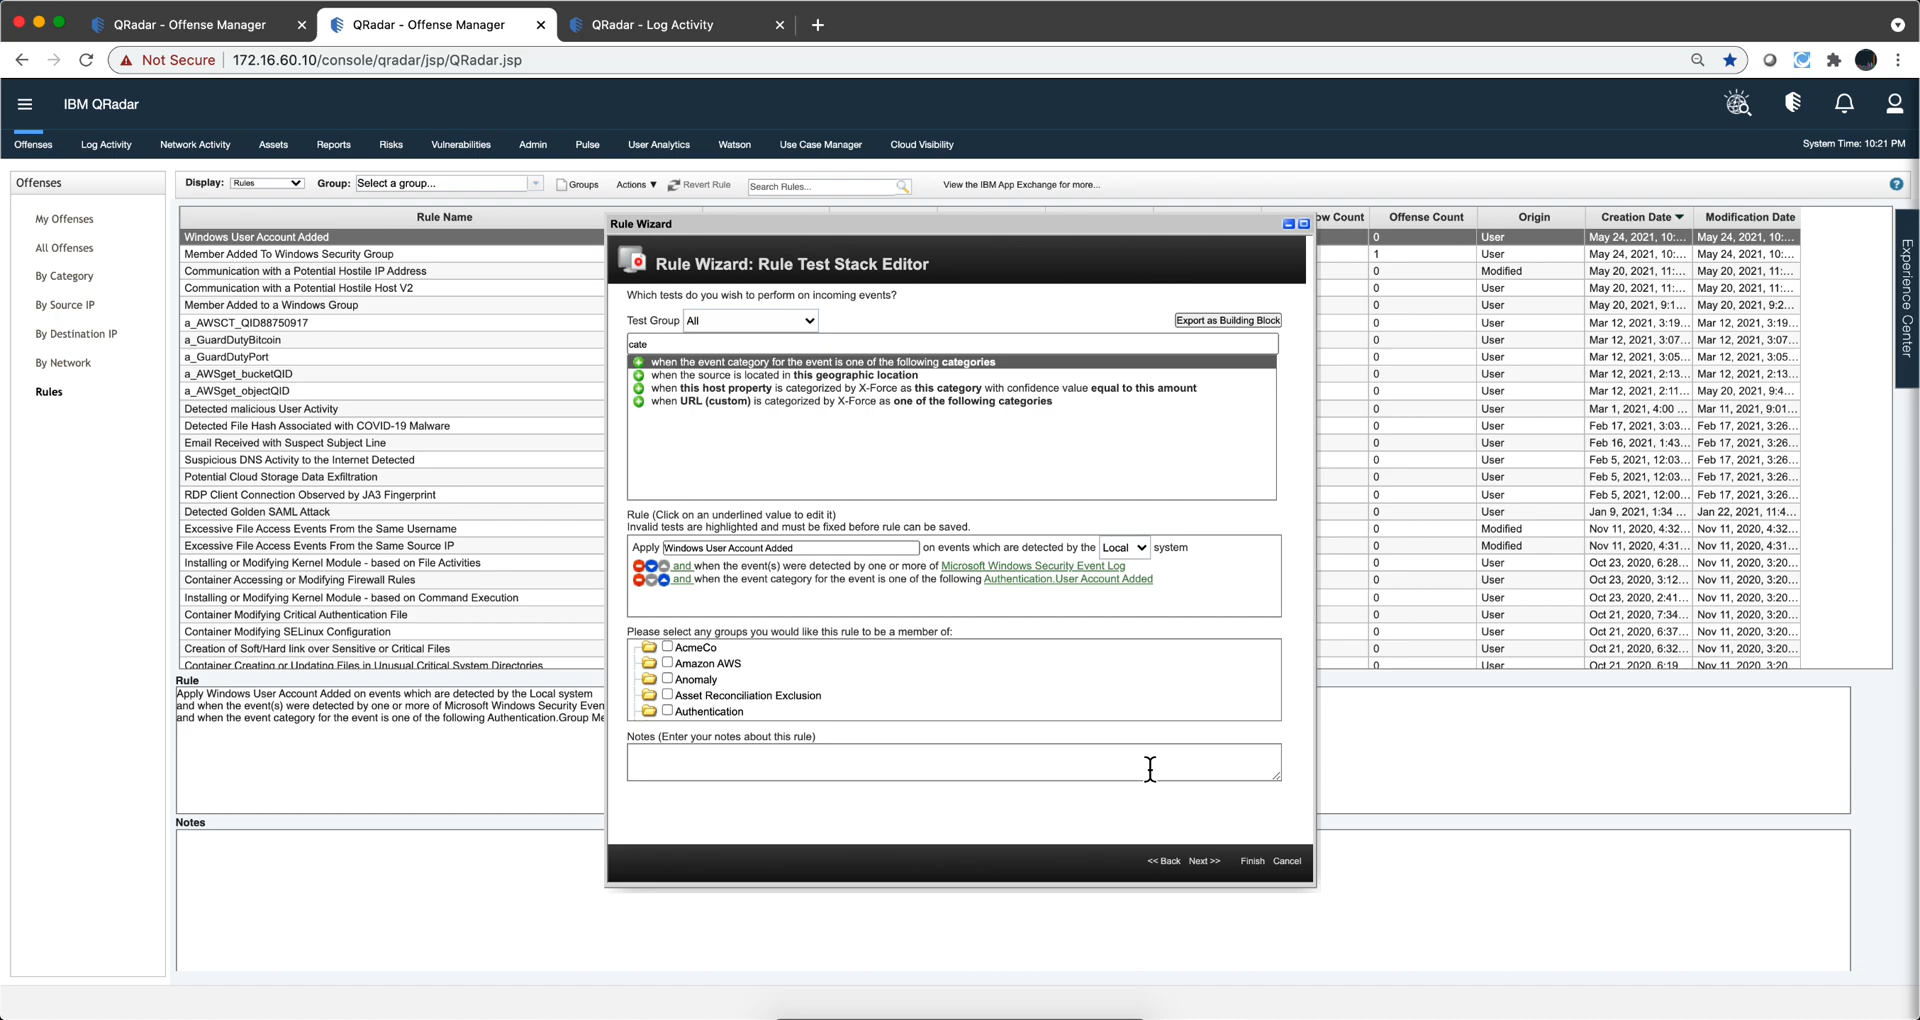 QRadar - Offense Manager
QRadar - Offense Manager
QRadar - Log Activity
Not Secure 172.16.60.10/console/qradar/jsp/QRadar.jsp
IBM QRadar
Offenses Log Activity Network Activity Assets Reports Risks Vulnerabilities Admin Pulse User Analytics Watson Use Case Manager Cloud Visibility System Time: 10:21 PM
Offenses
My Offenses
All Offenses
By Category
By Source IP
By Destination IP
By Network
Rules
Display: Rules Group: Select a group... Groups Actions ▼ Revert Rule Search Rules... View the IBM App Exchange for more...
Experience Center
Rule Name
Windows User Account Added
Member Added To Windows Security Group
Communication with a Potential Hostile IP Address
Communication with a Potential Hostile Host V2
Member Added to a Windows Group
a_AWSCT_QID88750917
a_GuardDutyBitcoin
a_GuardDutyPort
a_AWSget_bucketQID
a_AWSget_objectQID
Detected malicious User Activity
Detected File Hash Associated with COVID-19 Malware
Email Received with Suspect Subject Line
Suspicious DNS Activity to the Internet Detected
Potential Cloud Storage Data Exfiltration
RDP Client Connection Observed by JA3 Fingerprint
Detected Golden SAML Attack
Excessive File Access Events From the Same Username
Excessive File Access Events From the Same Source IP
Installing or Modifying Kernel Module - based on File Activities
Container Accessing or Modifying Firewall Rules
Installing or Modifying Kernel Module - based on Command Execution
Container Modifying Critical Authentication File
Container Modifying SELinux Configuration
Creation of Soft/Hard link over Sensitive or Critical Files
Container Creating or Updating Files in Unusual Critical System Directories
ow Count Offense Count Origin Creation Date Modification Date
0 User May 24, 2021, 10:... May 24, 2021, 10:...
1 User May 24, 2021, 10:... May 24, 2021, 10:...
0 Modified May 20, 2021, 11:... May 20, 2021, 11:...
0 User May 20, 2021, 11:... May 20, 2021, 11:...
0 User May 20, 2021, 9:1... May 20, 2021, 9:2...
0 User Mar 12, 2021, 3:19... Mar 12, 2021, 3:19...
0 User Mar 12, 2021, 3:07... Mar 12, 2021, 3:07...
0 User Mar 12, 2021, 3:05... Mar 12, 2021, 3:05...
0 User Mar 12, 2021, 2:13... Mar 12, 2021, 2:13...
0 User Mar 12, 2021, 2:11... May 20, 2021, 9:4...
0 User Mar 1, 2021, 4:00 ... Mar 11, 2021, 9:01...
0 User Feb 17, 2021, 3:03... Feb 17, 2021, 3:26...
0 User Feb 16, 2021, 1:43... Feb 17, 2021, 3:26...
0 User Feb 5, 2021, 12:03... Feb 17, 2021, 3:26...
0 User Feb 5, 2021, 12:03... Feb 17, 2021, 3:26...
0 User Feb 5, 2021, 12:00... Feb 17, 2021, 3:26...
0 User Jan 9, 2021, 1:34 ... Jan 22, 2021, 11:4...
0 Modified Nov 11, 2020, 4:32... Nov 11, 2020, 4:32...
0 Modified Nov 11, 2020, 4:31... Nov 11, 2020, 4:31...
0 User Oct 23, 2020, 6:28... Nov 11, 2020, 3:20...
0 User Oct 23, 2020, 3:12... Nov 11, 2020, 3:20...
0 User Oct 23, 2020, 2:41... Nov 11, 2020, 3:20...
0 User Oct 21, 2020, 7:34... Nov 11, 2020, 3:20...
0 User Oct 21, 2020, 6:37... Nov 11, 2020, 3:20...
0 User Oct 21, 2020, 6:32... Nov 11, 2020, 3:20...
0 User Oct 21, 2020, 6:19 Nov 11, 2020, 3:20
Rule Wizard
Rule Wizard: Rule Test Stack Editor
Which tests do you wish to perform on incoming events?
Test Group All Export as Building Block
cate
when the event category for the event is one of the following categories
when the source is located in this geographic location
when this host property is categorized by X-Force as this category with confidence value equal to this amount
when URL (custom) is categorized by X-Force as one of the following categories
Rule (Click on an underlined value to edit it)
Invalid tests are highlighted and must be fixed before rule can be saved.
Apply Windows User Account Added on events which are detected by the Local system
and when the event(s) were detected by one or more of Microsoft Windows Security Event Log
and when the event category for the event is one of the following Authentication.User Account Added
Please select any groups you would like this rule to be a member of:
AcmeCo
Amazon AWS
Anomaly
Asset Reconciliation Exclusion
Authentication
Notes (Enter your notes about this rule)
<< Back Next >> Finish Cancel
Rule
Apply Windows User Account Added on events which are detected by the Local system
and when the event(s) were detected by one or more of Microsoft Windows Security Even
and when the event category for the event is one of the following Authentication.Group Me
Notes